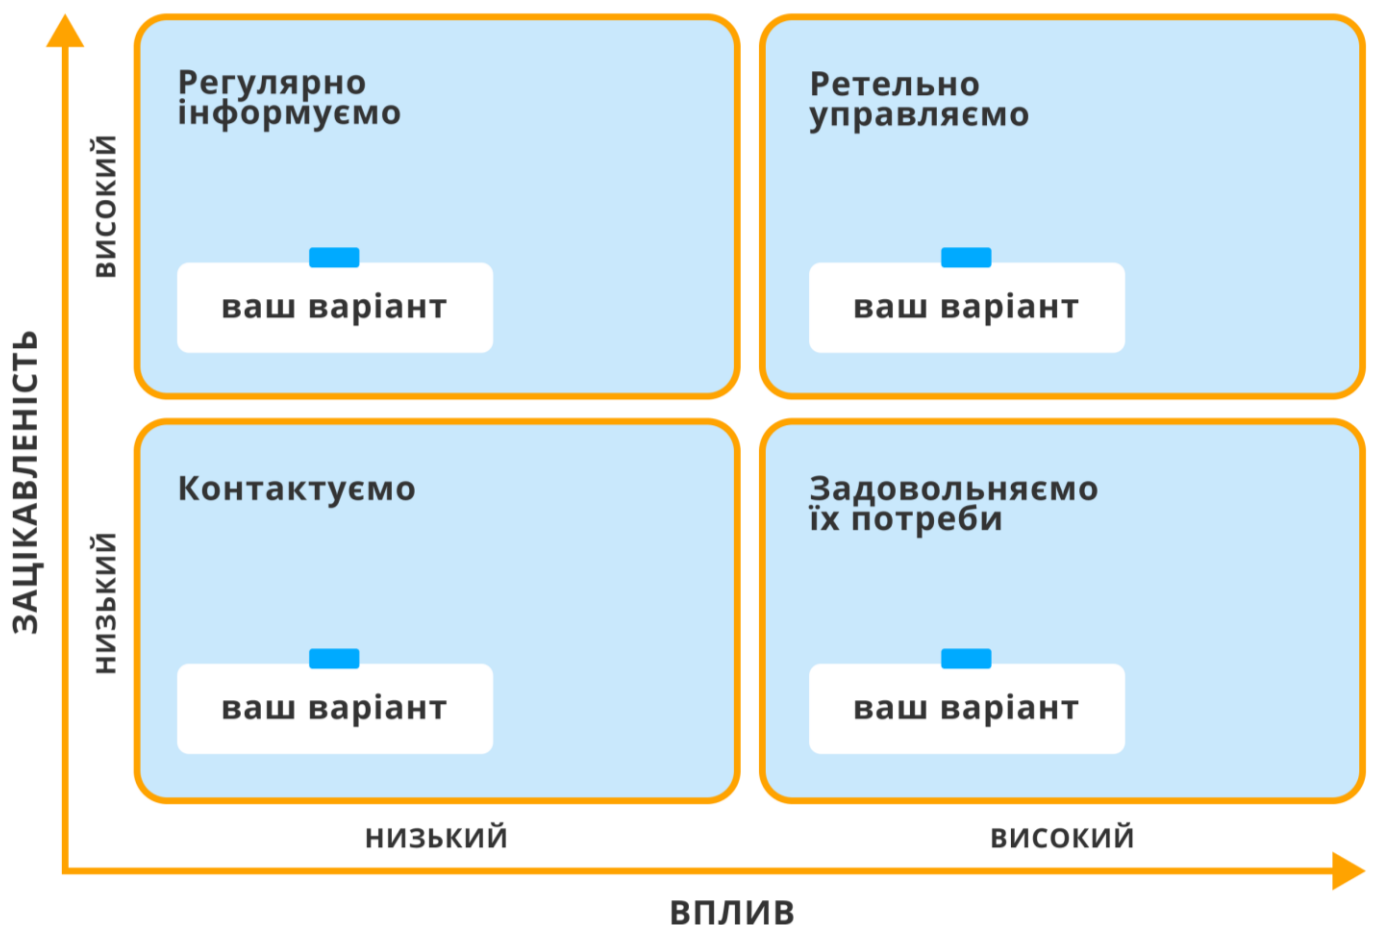 ЗАЦІКАВЛЕНІСТЬ
ВИСОКИЙ
Регулярно
інформуємо
ваш варіант
Ретельно
управляємо
ваш варіант
НИЗЬКИЙ
Контактуємо
ваш варіант
Задовольняємо
їх потреби
ваш варіант
НИЗЬКИЙ
ВИСОКИЙ
ВПЛИВ